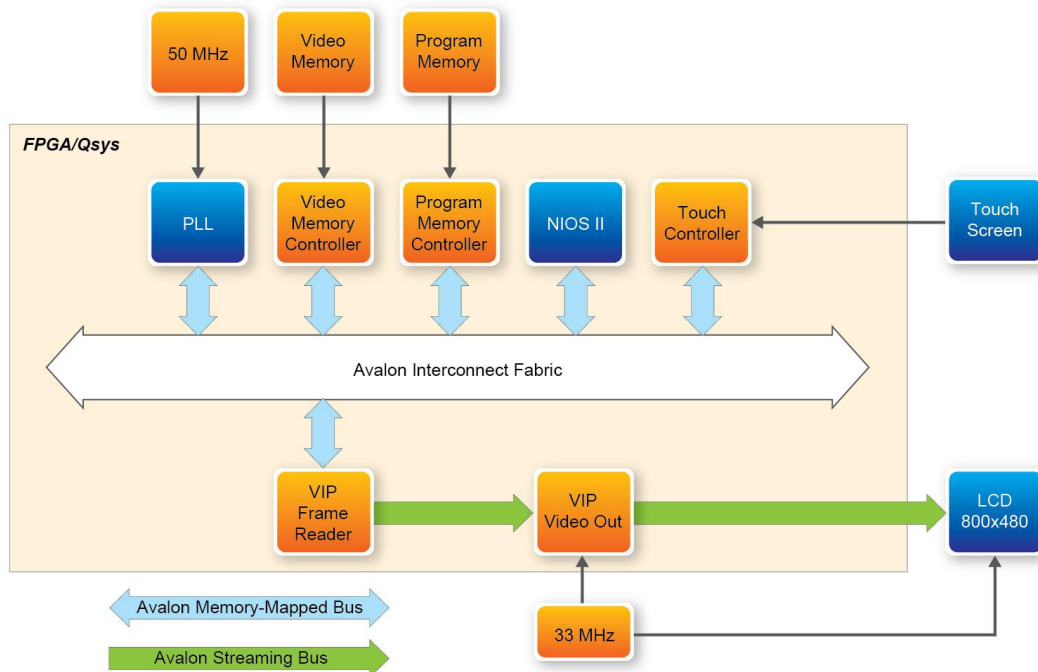 50 MHz
Video
Memory
Program
Memory
FPGA/Qsys
PLL
Video
Memory
Controller
Program
Memory
Controller
NIOS II
Touch
Controller
Touch
Screen
Avalon Interconnect Fabric
VIP
Frame
Reader
VIP
Video Out
LCD
800x480
Avalon Memory-Mapped Bus
33 MHz
Avalon Streaming Bus